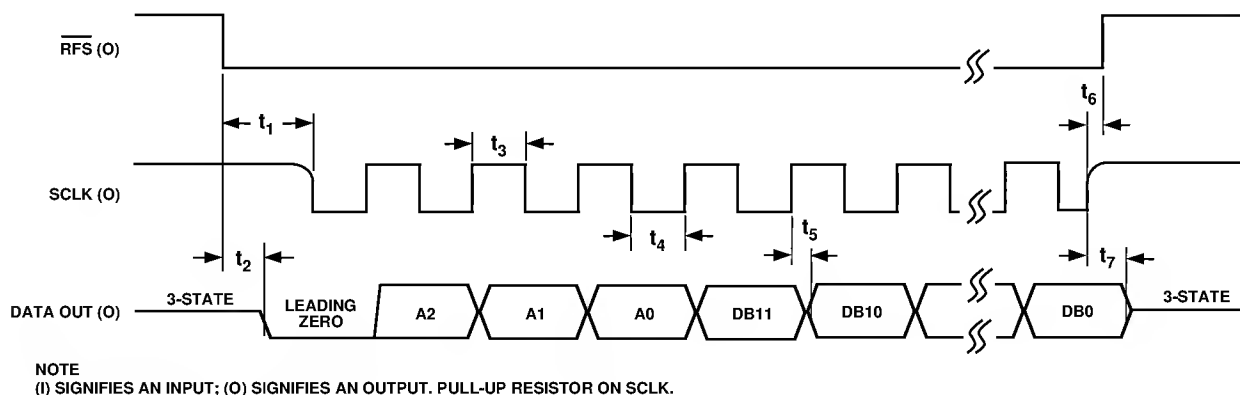 RFS (O)
t6
t1
t3
SCLK (O)
t2
t4
t5
t7
3-STATE
DATA OUT (O)
LEADING
ZERO
A2
A1
A0
DB11
DB10
DB0
3-STATE
NOTE
(I) SIGNIFIES AN INPUT; (O) SIGNIFIES AN OUTPUT. PULL-UP RESISTOR ON SCLK.